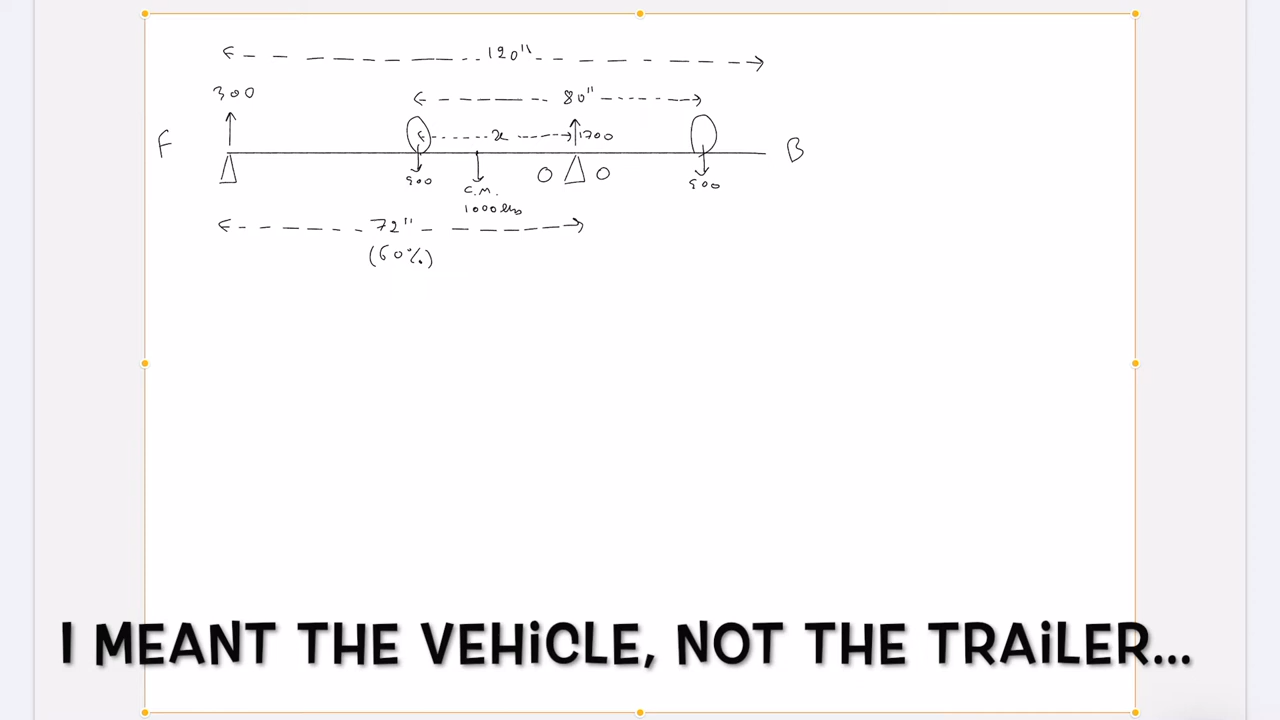 120"
300
80"
F
x
1700
B
500
C.M.
1000 lbs
500
72"
(60%)
I MEANT THE VEHICLE, NOT THE TRAILER...